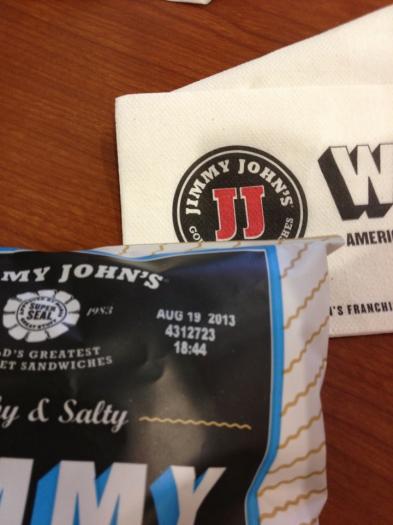 JIMMY JOHN'S
JJ
AMERIC
N'S FRANCHI
MY JOHN'S
SUPER SEAL
1983
AUG 19 2013
4312723
18:44
D'S GREATEST
ET SANDWICHES
y & Salty
MMY